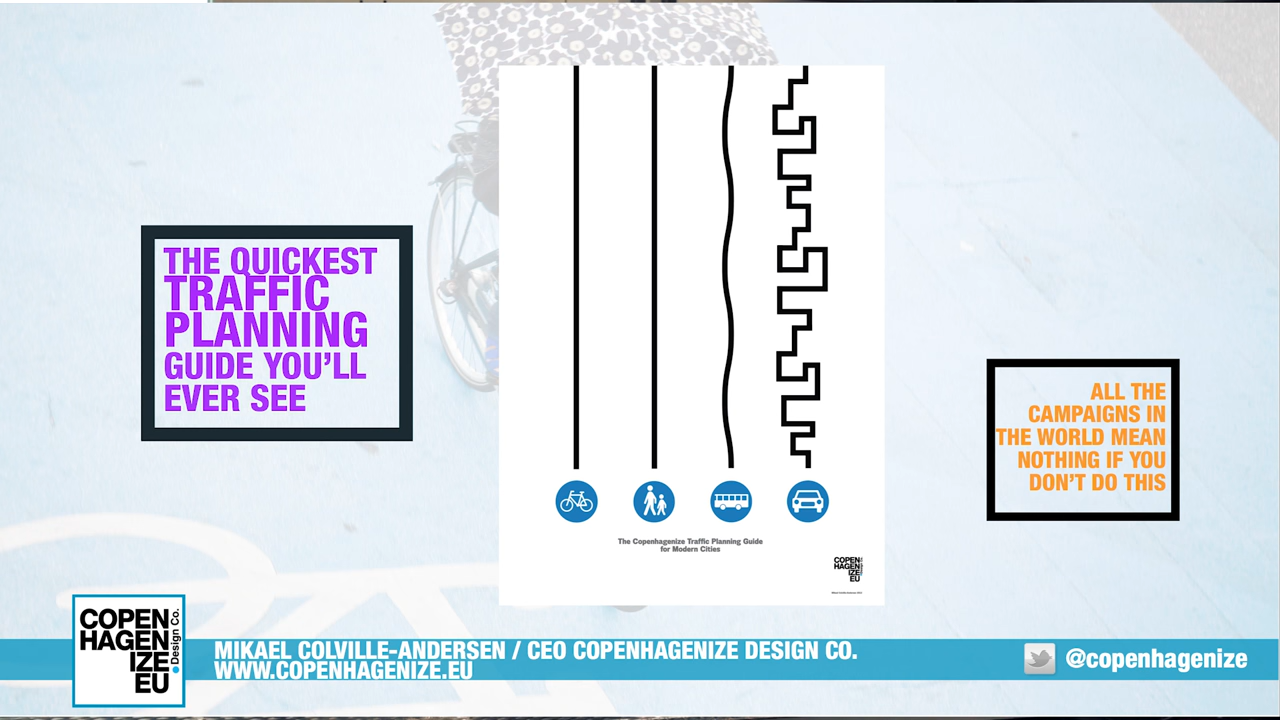 THE QUICKEST
TRAFFIC
PLANNING
GUIDE YOU'LL
EVER SEE
ALL THE
CAMPAIGNS IN
THE WORLD MEAN
NOTHING IF YOU
DON'T DO THIS
The Copenhagenize Traffic Planning Guide
for Modern Cities
COPEN
HAGEN
IZE
EU
COPEN
HAGEN
IZE
EU
Design Co.
MIKAEL COLVILLE-ANDERSEN / CEO COPENHAGENIZE DESIGN CO.
WWW.COPENHAGENIZE.EU
@copenhagenize